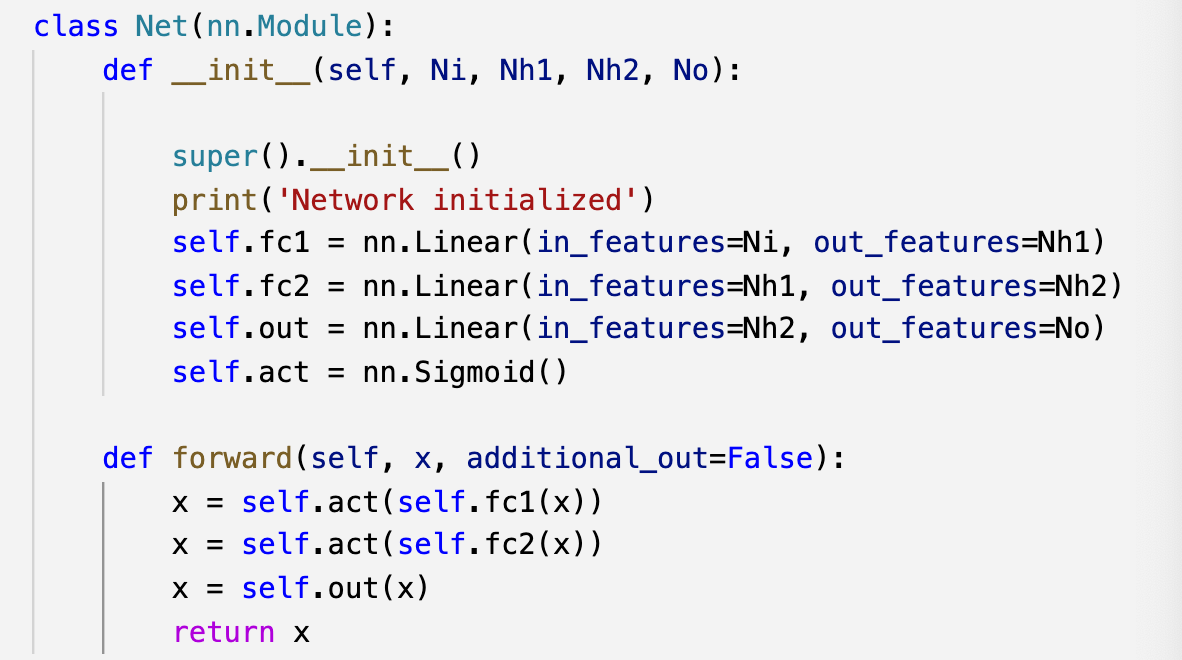 class Net(nn.Module):
    def __init__(self, Ni, Nh1, Nh2, No):
        super().__init__()
        print('Network initialized')
        self.fc1 = nn.Linear(in_features=Ni, out_features=Nh1)
        self.fc2 = nn.Linear(in_features=Nh1, out_features=Nh2)
        self.out = nn.Linear(in_features=Nh2, out_features=No)
        self.act = nn.Sigmoid()
    def forward(self, x, additional_out=False):
        x = self.act(self.fc1(x))
        x = self.act(self.fc2(x))
        x = self.out(x)
        return x